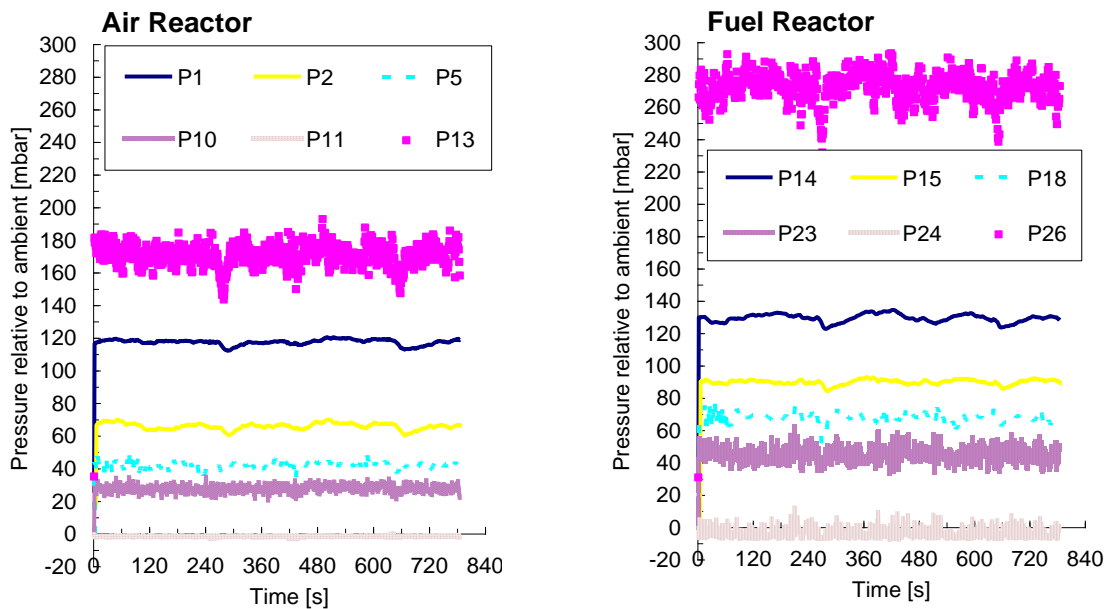 Air Reactor
300
280
260
240
220
200
180
160
140
120
100
80
60
40
20
0
-20
P1 P2 P5
P10 P11 P13
0 120 240 360 480 600 720 840
Time [s]
Pressure relative to ambient [mbar]
Fuel Reactor
300
280
260
240
220
200
180
160
140
120
100
80
60
40
20
0
-20
P14 P15 P18
P23 P24 P26
0 120 240 360 480 600 720 840
Time [s]
Pressure relative to ambient [mbar]